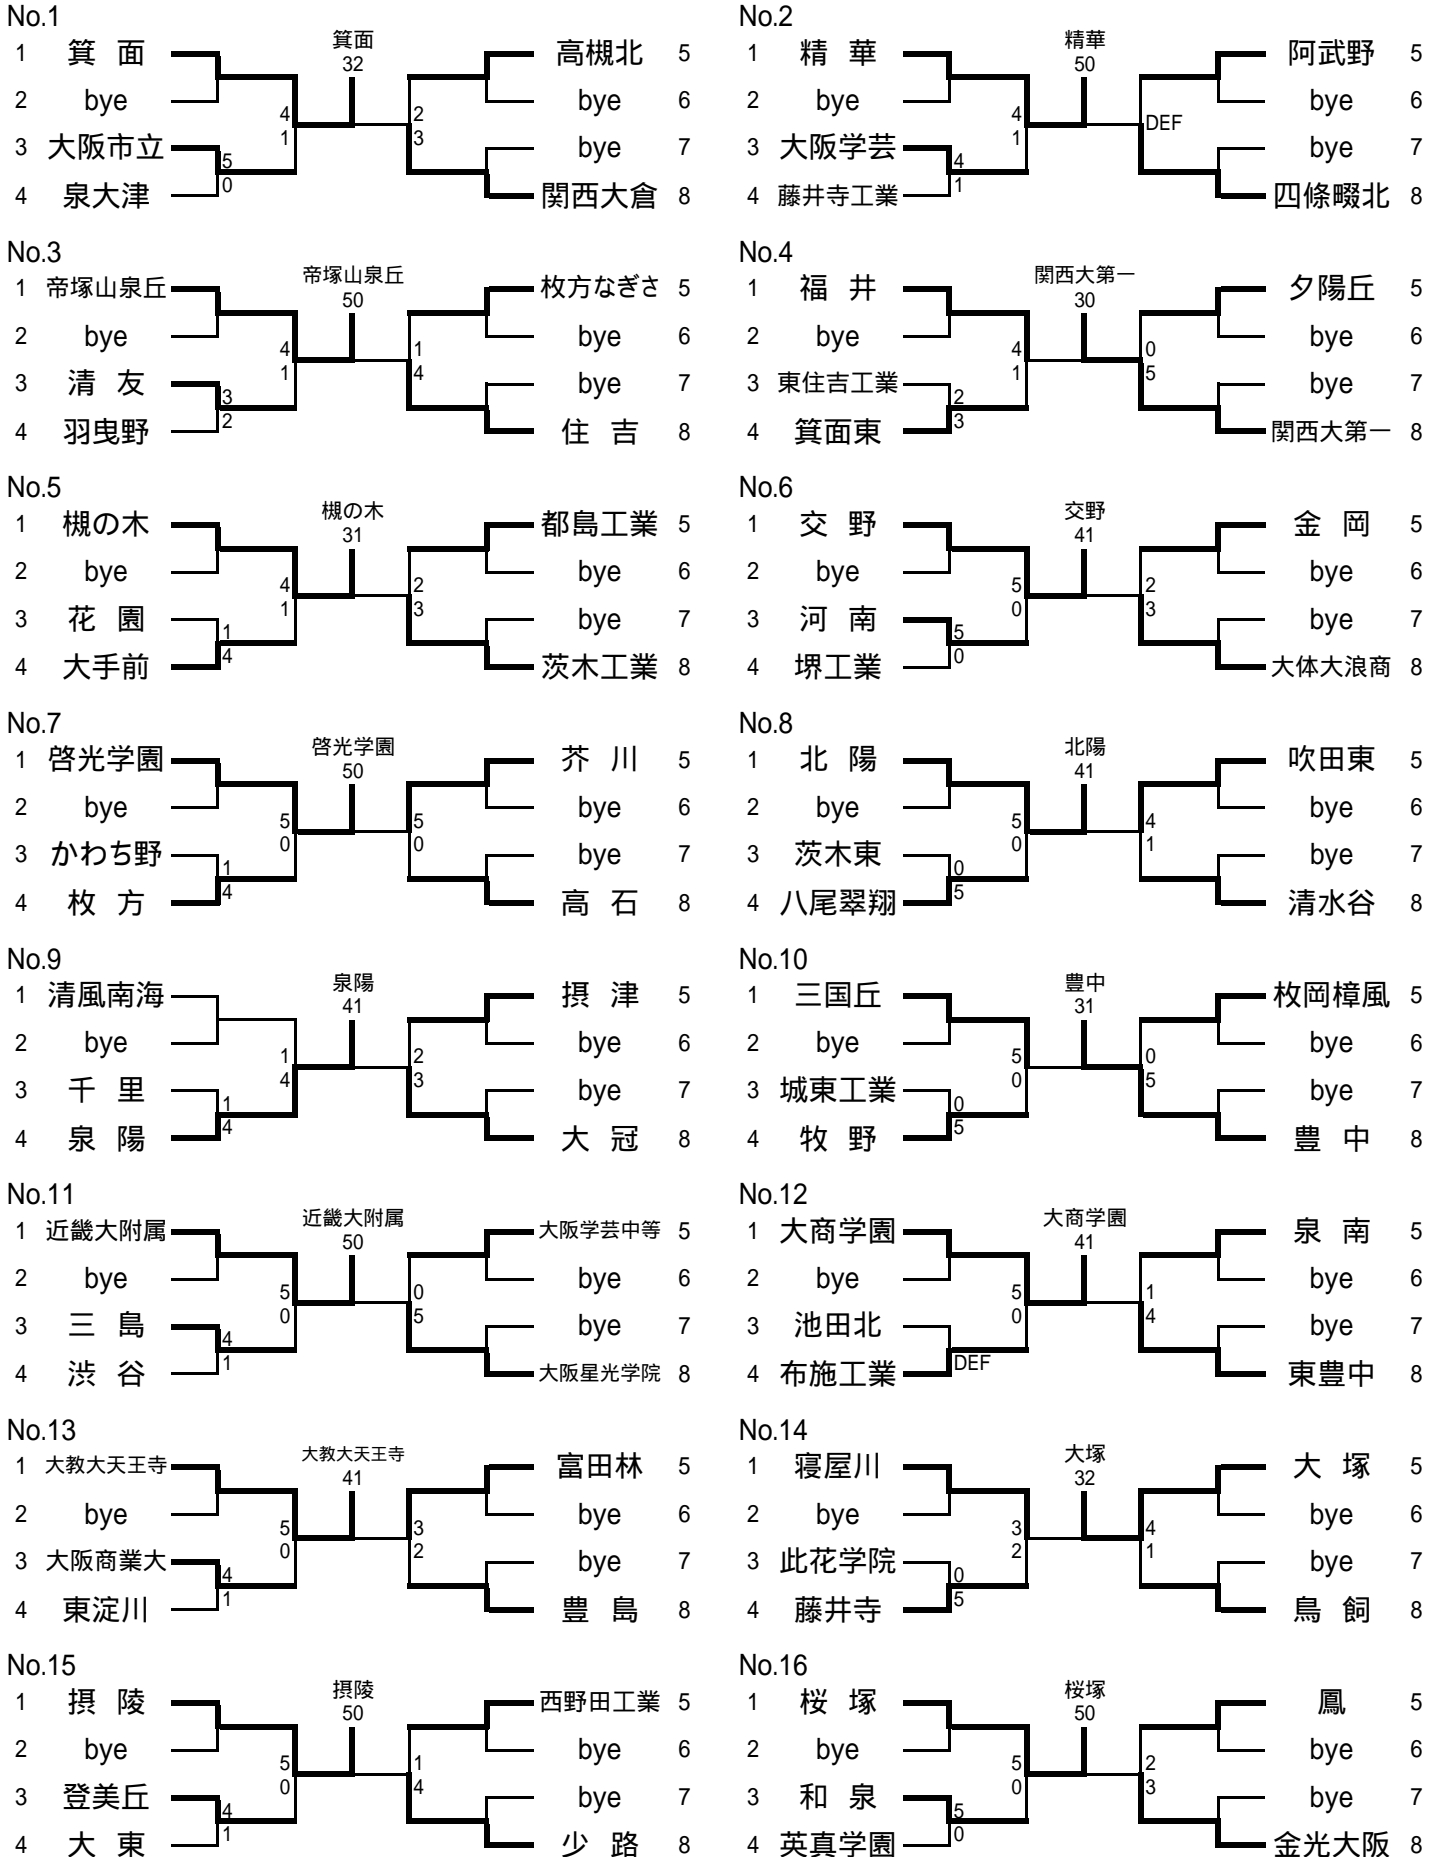 No.1
箕面
32
1 箕 面
2 bye
3 大阪市立
4 泉大津
4
1
5
0
2
3
高槻北 5
bye 6
bye 7
関西大倉 8
No.2
精華
50
1 精 華
2 bye
3 大阪学芸
4 藤井寺工業
4
1
4
1
DEF
阿武野 5
bye 6
bye 7
四條畷北 8
No.3
帝塚山泉丘
50
1 帝塚山泉丘
2 bye
3 清 友
4 羽曳野
4
1
3
2
1
4
枚方なぎさ 5
bye 6
bye 7
住 吉 8
No.4
関西大第一
30
1 福 井
2 bye
3 東住吉工業
4 箕面東
4
1
2
3
0
5
夕陽丘 5
bye 6
bye 7
関西大第一 8
No.5
槻の木
31
1 槻の木
2 bye
3 花 園
4 大手前
4
1
1
4
2
3
都島工業 5
bye 6
bye 7
茨木工業 8
No.6
交野
41
1 交 野
2 bye
3 河 南
4 堺工業
5
0
5
0
2
3
金 岡 5
bye 6
bye 7
大体大浪商 8
No.7
啓光学園
50
1 啓光学園
2 bye
3 かわち野
4 枚 方
5
0
1
4
5
0
芥 川 5
bye 6
bye 7
高 石 8
No.8
北陽
41
1 北 陽
2 bye
3 茨木東
4 八尾翠翔
5
0
0
5
4
1
吹田東 5
bye 6
bye 7
清水谷 8
No.9
泉陽
41
1 清風南海
2 bye
3 千 里
4 泉 陽
1
4
1
4
2
3
摂 津 5
bye 6
bye 7
大 冠 8
No.10
豊中
31
1 三国丘
2 bye
3 城東工業
4 牧 野
5
0
0
5
0
5
枚岡樟風 5
bye 6
bye 7
豊 中 8
No.11
近畿大附属
50
1 近畿大附属
2 bye
3 三 島
4 渋 谷
5
0
4
1
0
5
大阪学芸中等 5
bye 6
bye 7
大阪星光学院 8
No.12
大商学園
41
1 大商学園
2 bye
3 池田北
4 布施工業
5
0
DEF
1
4
泉 南 5
bye 6
bye 7
東豊中 8
No.13
大教大天王寺
41
1 大教大天王寺
2 bye
3 大阪商業大
4 東淀川
5
0
4
1
3
2
富田林 5
bye 6
bye 7
豊 島 8
No.14
大塚
32
1 寝屋川
2 bye
3 此花学院
4 藤井寺
3
2
0
5
4
1
大 塚 5
bye 6
bye 7
鳥 飼 8
No.15
摂陵
50
1 摂 陵
2 bye
3 登美丘
4 大 東
5
0
4
1
1
4
西野田工業 5
bye 6
bye 7
少 路 8
No.16
桜塚
50
1 桜 塚
2 bye
3 和 泉
4 英真学園
5
0
5
0
2
3
鳳 5
bye 6
bye 7
金光大阪 8